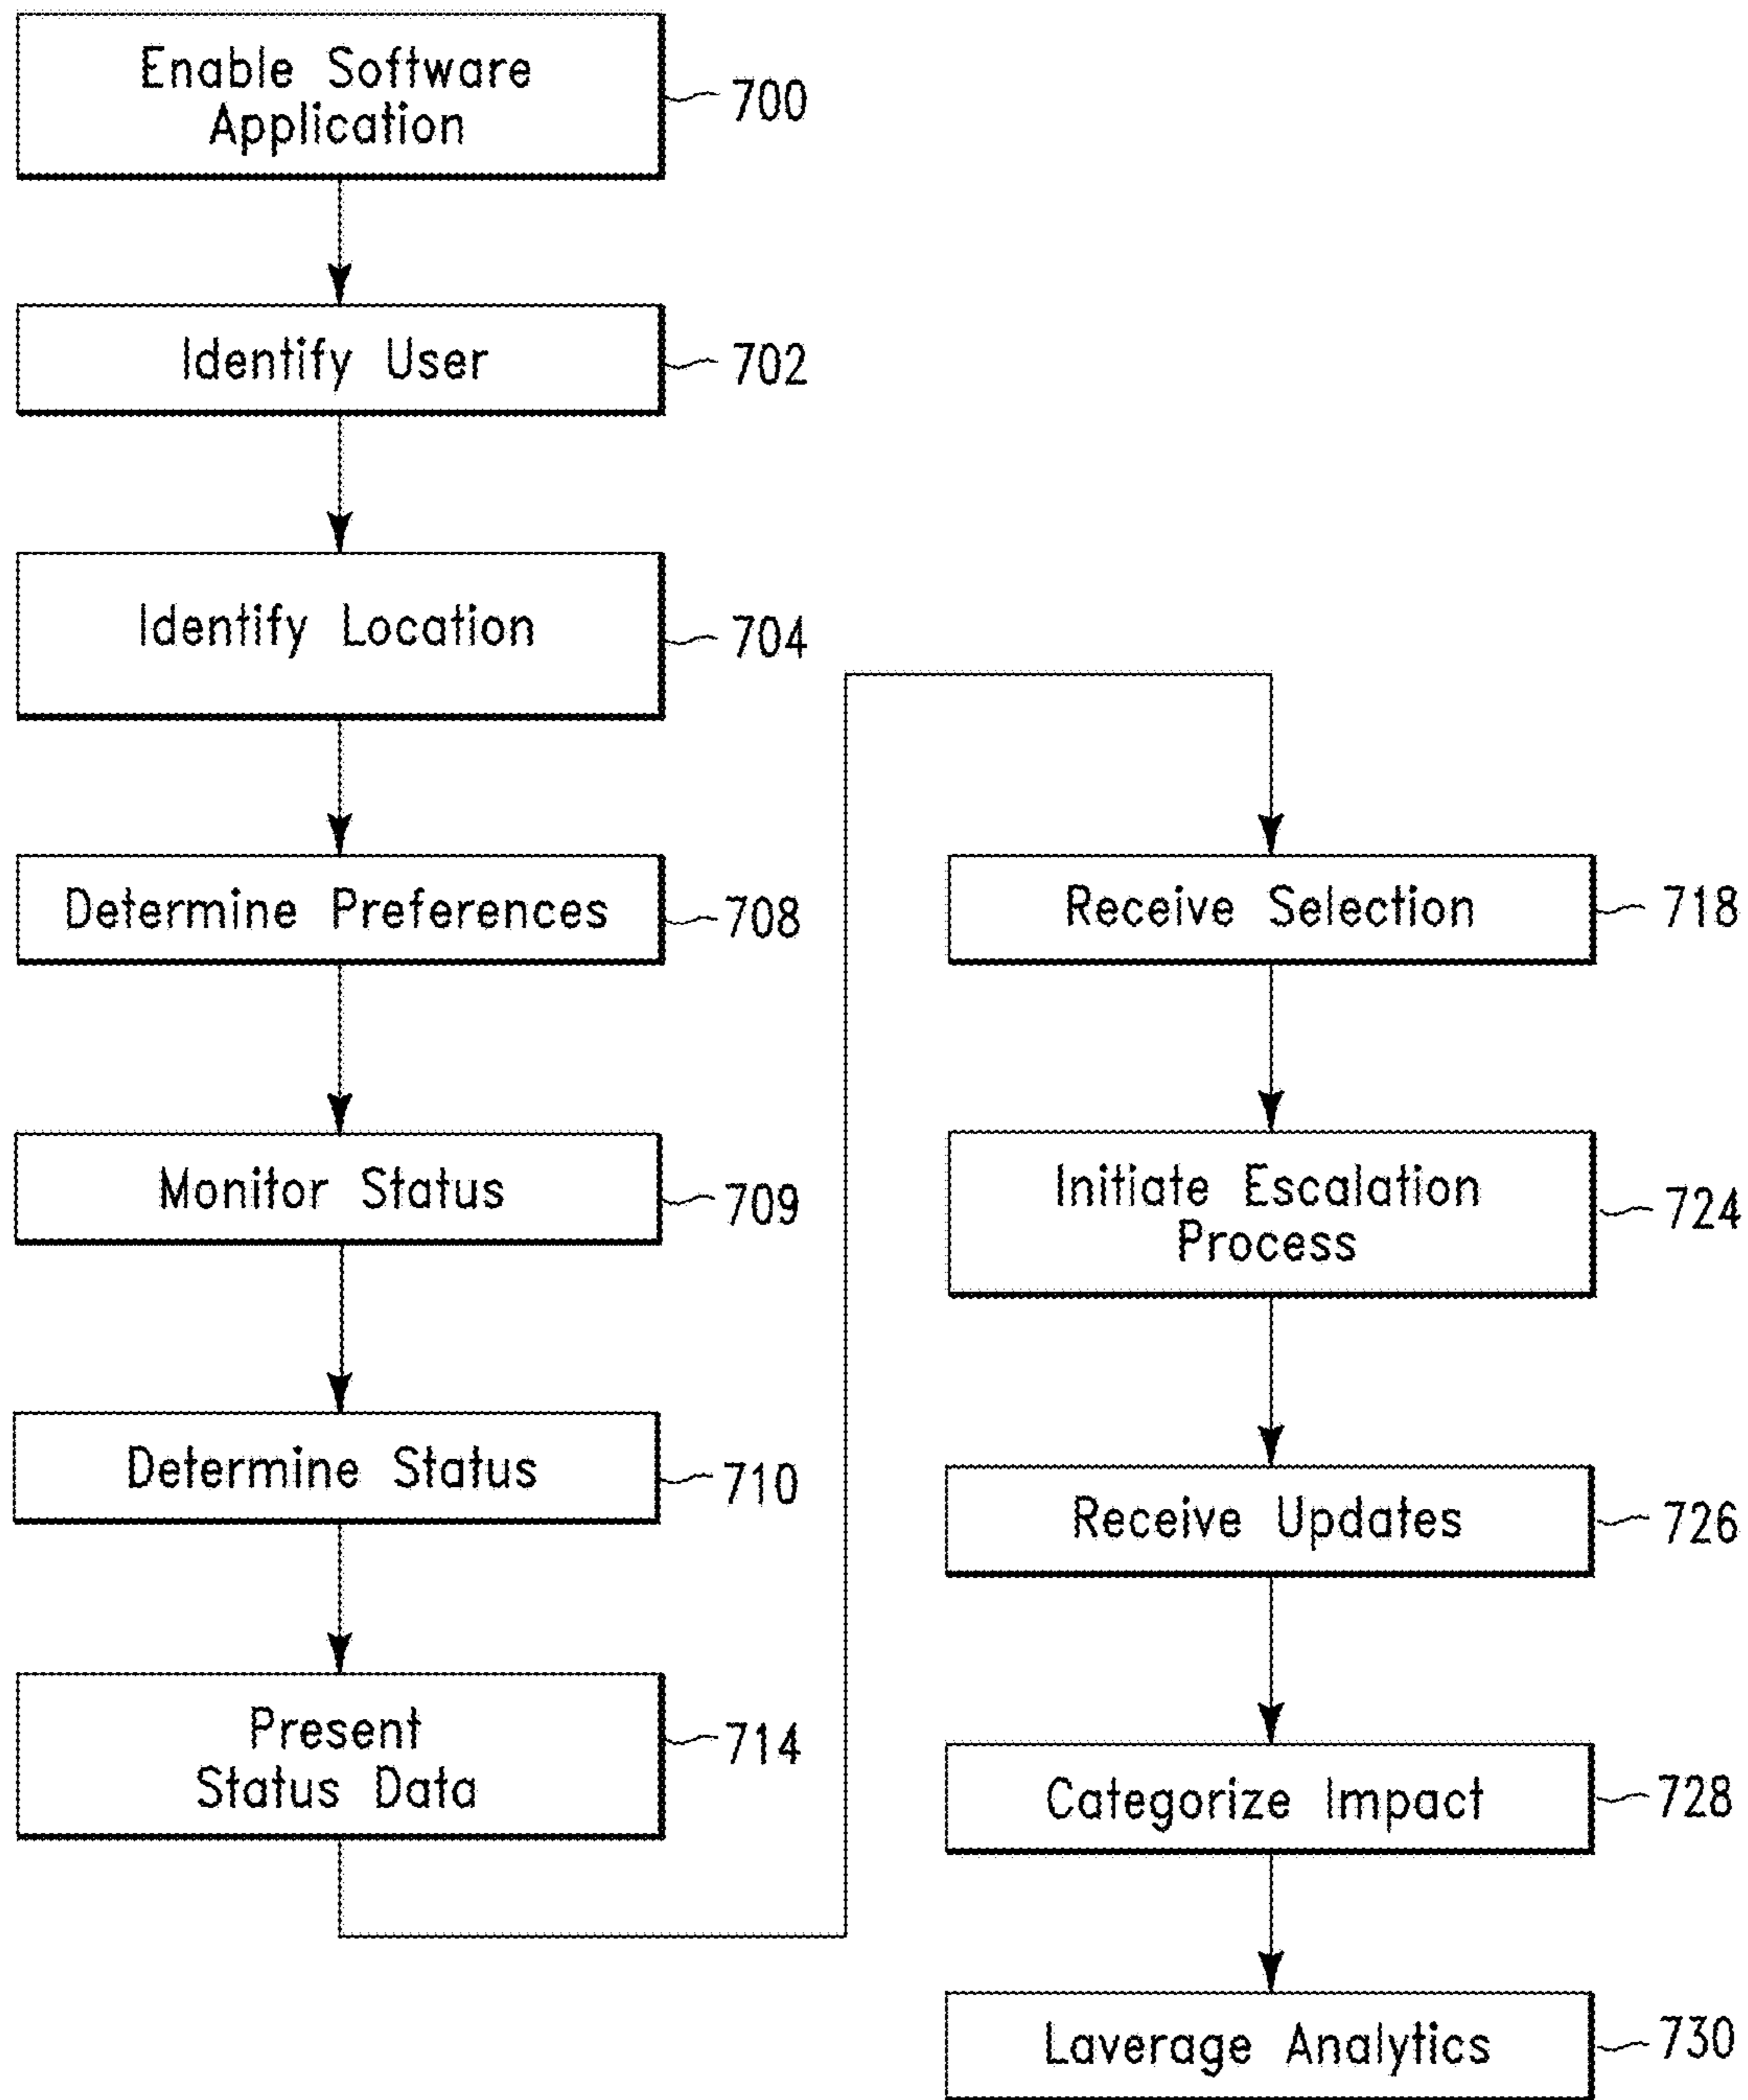 Enable Software
Application
700
Identify User
702
Identify Location
704
Determine Preferences
708
Monitor Status
709
Determine Status
710
Present
Status Data
714
Receive Selection
718
Initiate Escalation
Process
724
Receive Updates
726
Categorize Impact
728
Laverage Analytics
730